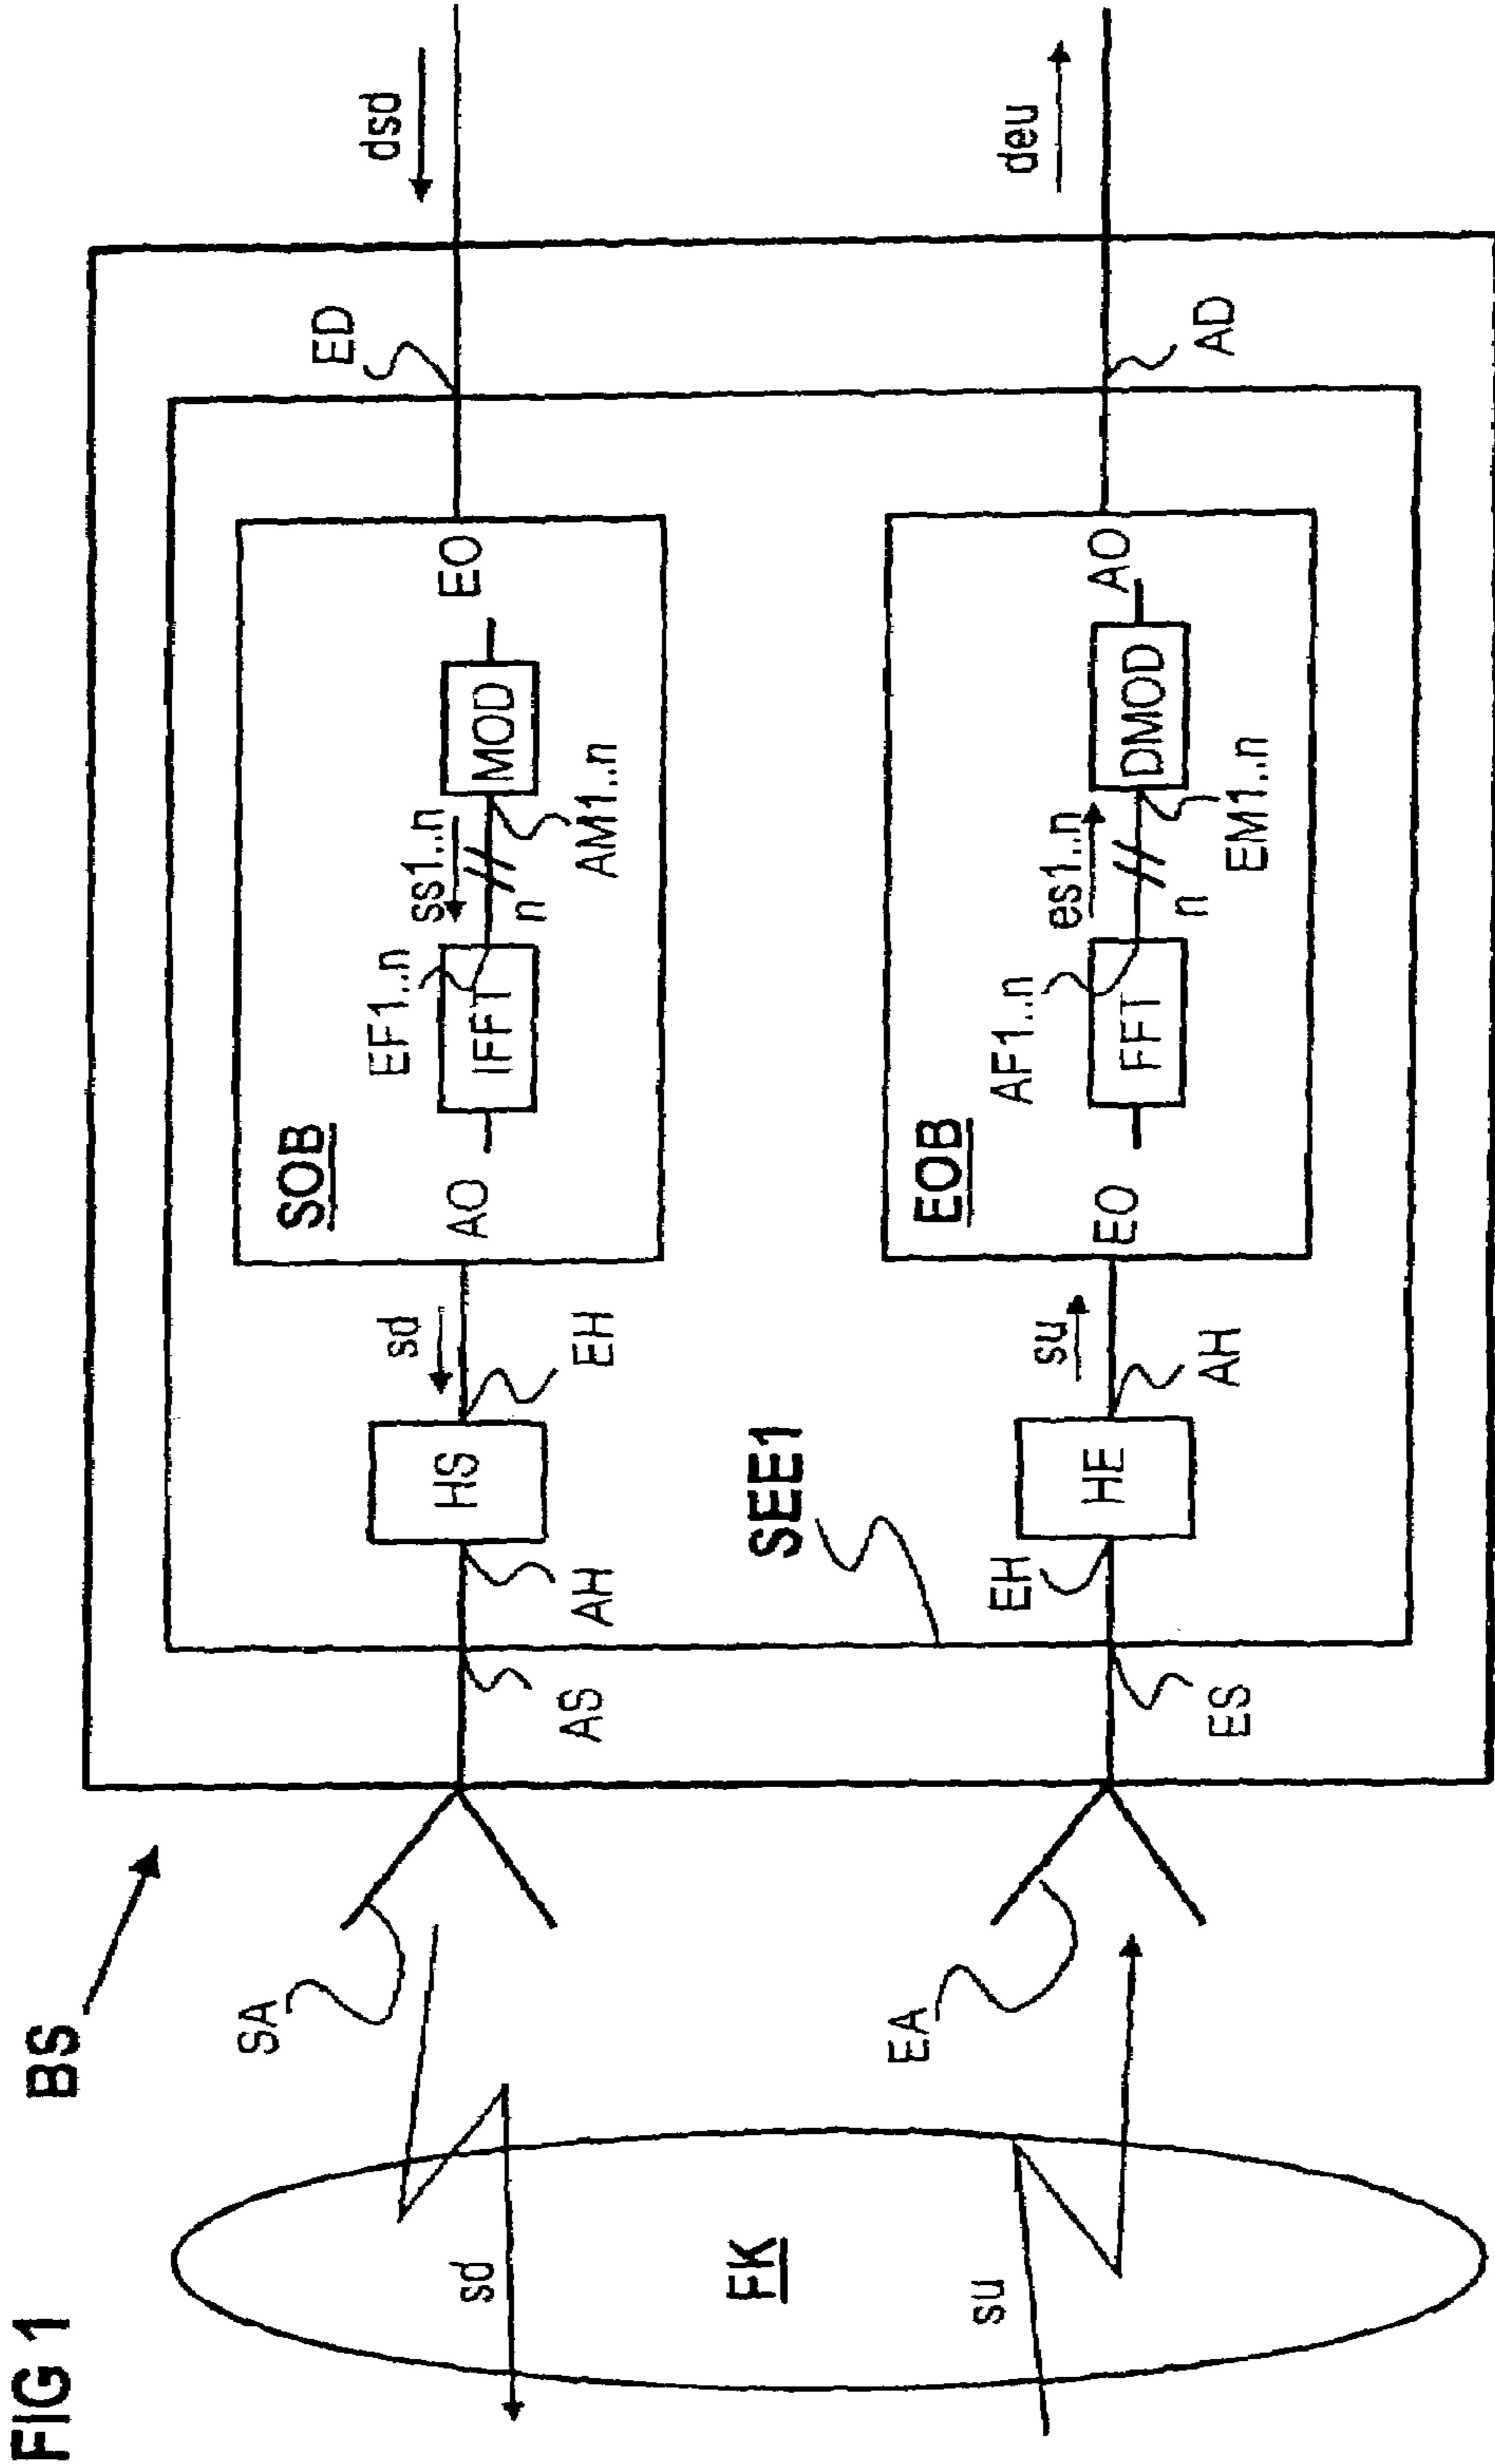 FIG 1
BS
dsd
ED
SA
AS
AH
HS
EH
sd
SOB
AO
EF1..n
IFFT
ss1..n
n
AM1..n
MOD
EO
sd
FK
SEE1
deu
su
EA
ES
EH
HE
AH
su
EOB
EO
AF1..n
FFT
es1..n
n
EM1..n
DMOD
AO
AD